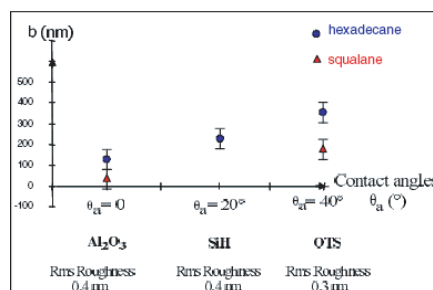 b (nm)
hexadecane
squalane
500
400
300
200
100
0
-100
Contact angles
θa= 0
θa= 20°
θa= 40°
θa (°)
Al2O3
SiH
OTS
Rms Roughness
Rms Roughness
Rms Roughness
0.4 nm
0.4 nm
0.3 nm